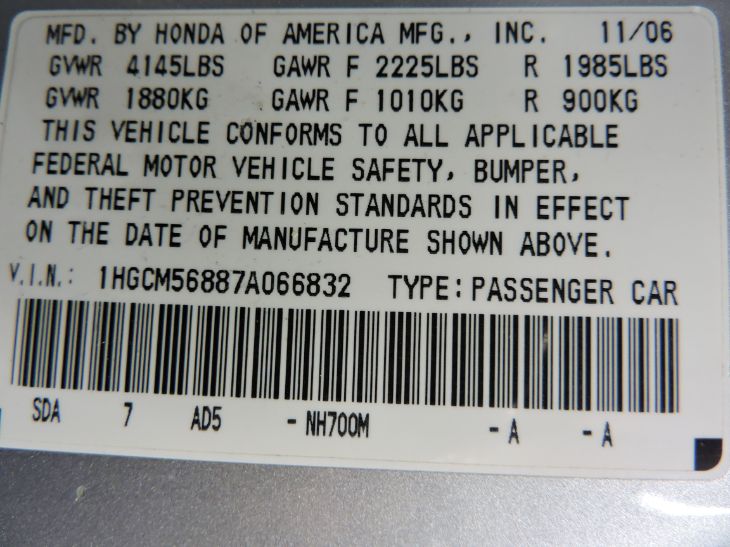 MFD. BY HONDA OF AMERICA MFG., INC. 11/06
GVWR 4145LBS GAWR F 2225LBS R 1985LBS
GVWR 1880KG GAWR F 1010KG R 900KG
THIS VEHICLE CONFORMS TO ALL APPLICABLE
FEDERAL MOTOR VEHICLE SAFETY, BUMPER,
AND THEFT PREVENTION STANDARDS IN EFFECT
ON THE DATE OF MANUFACTURE SHOWN ABOVE.
V.I.N.: 1HGCM56887A066832 TYPE: PASSENGER CAR
SDA 7 AD5 - NH700M - A - A